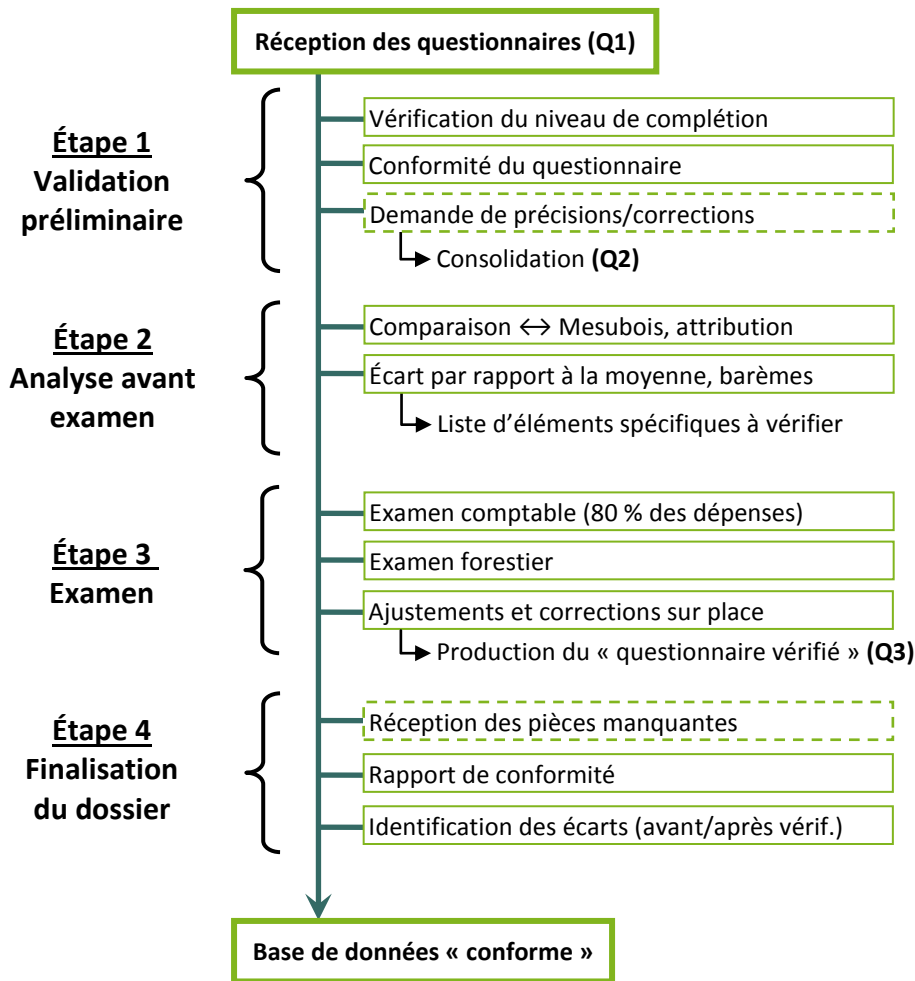 Réception des questionnaires (Q1)
Étape 1
Validation
préliminaire
Vérification du niveau de complétion
Conformité du questionnaire
Demande de précisions/corrections
Consolidation (Q2)
Étape 2
Analyse avant
examen
Comparaison ↔ Mesubois, attribution
Écart par rapport à la moyenne, barèmes
Liste d’éléments spécifiques à vérifier
Étape 3
Examen
Examen comptable (80 % des dépenses)
Examen forestier
Ajustements et corrections sur place
Production du « questionnaire vérifié » (Q3)
Étape 4
Finalisation
du dossier
Réception des pièces manquantes
Rapport de conformité
Identification des écarts (avant/après vérif.)
Base de données « conforme »